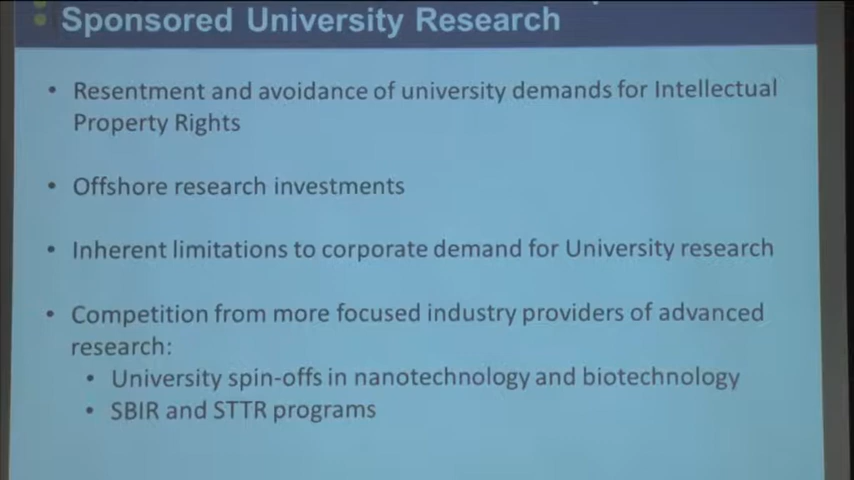 Sponsored University Research
• Resentment and avoidance of university demands for Intellectual
Property Rights
• Offshore research investments
• Inherent limitations to corporate demand for University research
• Competition from more focused industry providers of advanced
research:
• University spin-offs in nanotechnology and biotechnology
• SBIR and STTR programs